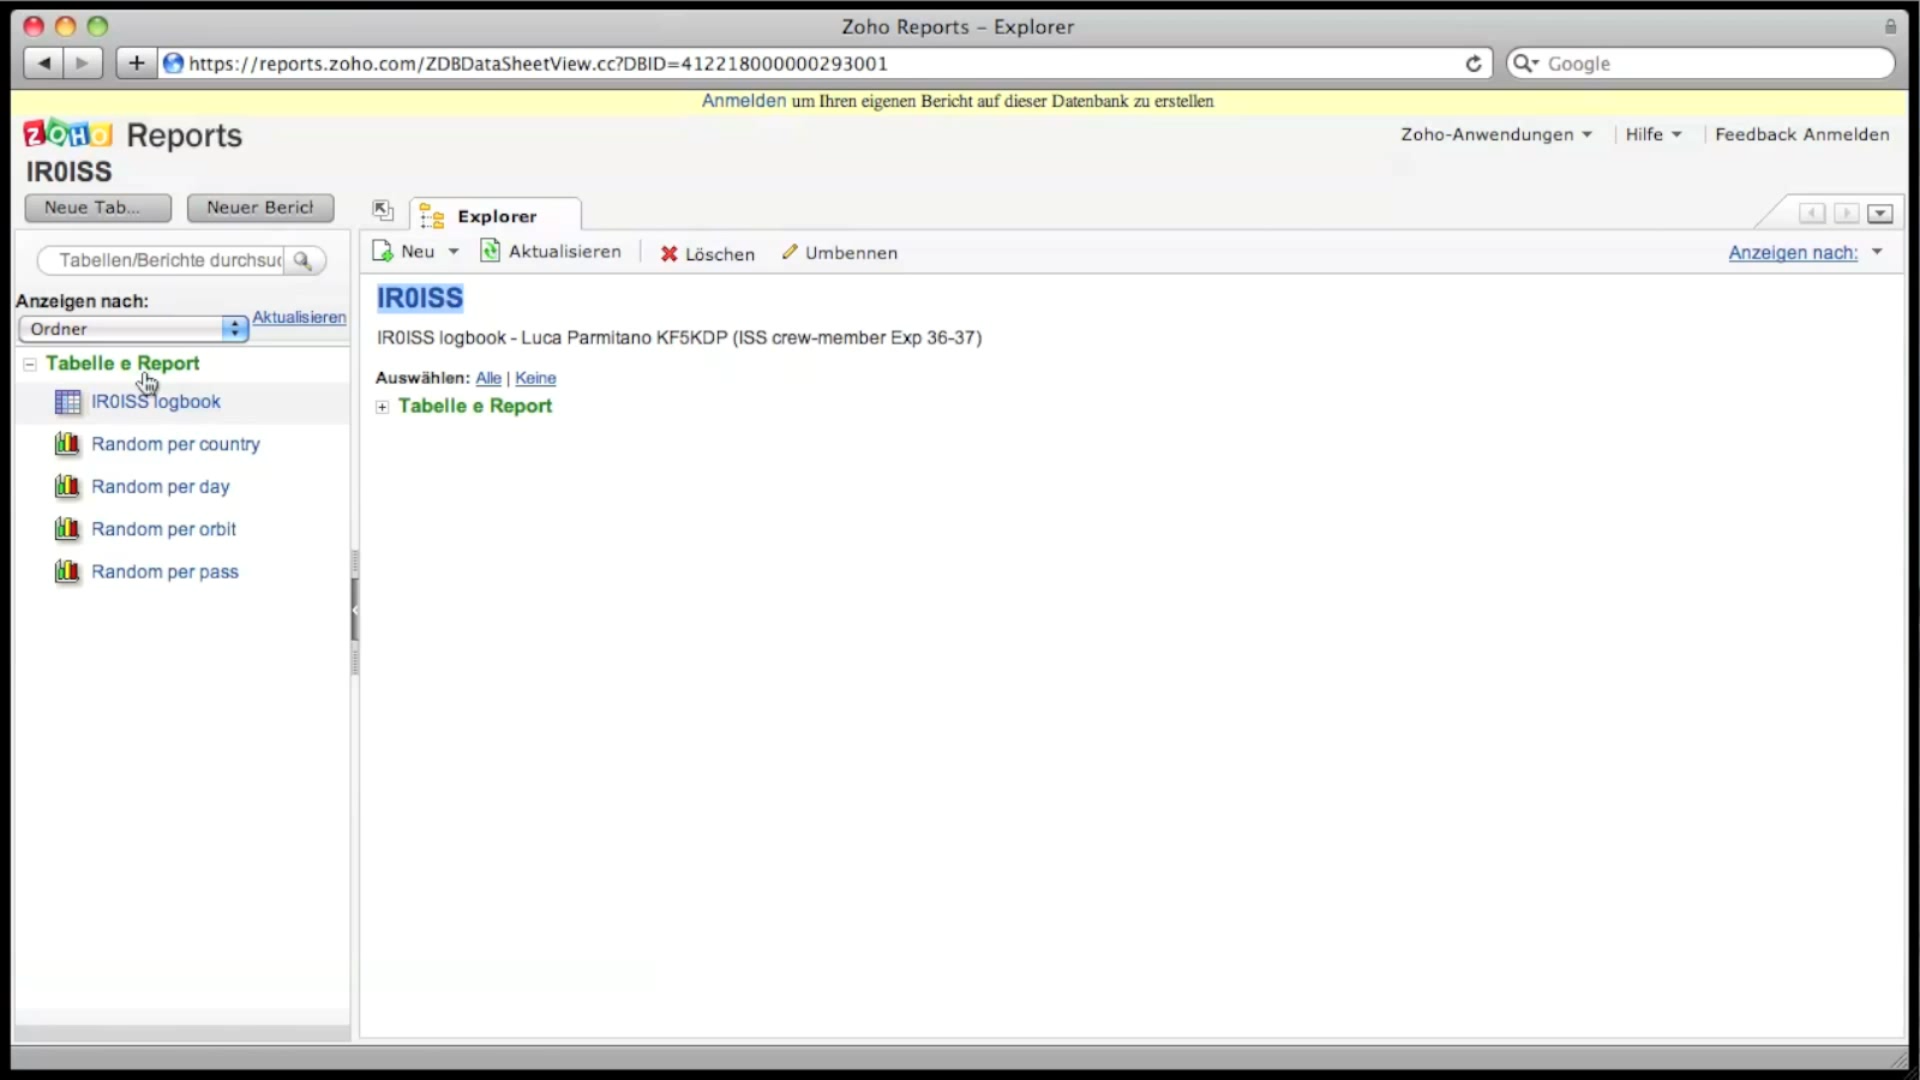 Zoho Reports – Explorer
https://reports.zoho.com/ZDBDataSheetView.cc?DBID=412218000000293001
Google
Anmelden um Ihren eigenen Bericht auf dieser Datenbank zu erstellen
ZOHO Reports
Zoho-Anwendungen
Hilfe
Feedback Anmelden
IR0ISS
Neue Tab...
Neuer Bericl
Explorer
Neu
Aktualisieren
Löschen
Umbennen
Anzeigen nach:
Tabellen/Berichte durchsuc
Anzeigen nach:
Ordner
Aktualisieren
Tabelle e Report
IR0ISS logbook
Random per country
Random per day
Random per orbit
Random per pass
IR0ISS
IR0ISS logbook - Luca Parmitano KF5KDP (ISS crew-member Exp 36-37)
Auswählen: Alle | Keine
Tabelle e Report